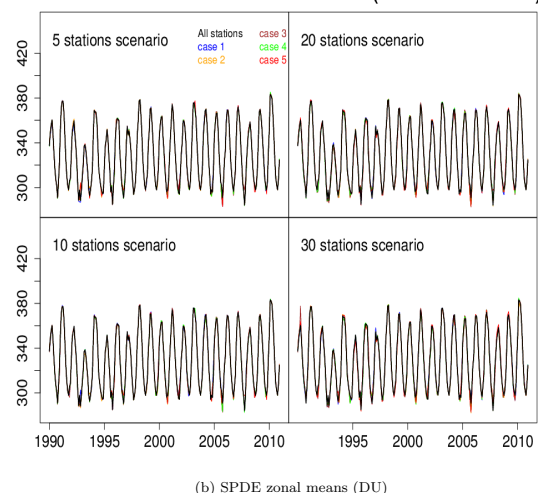 5 stations scenario
All stations
case 1
case 2
case 3
case 4
case 5
20 stations scenario
420
380
340
300
10 stations scenario
30 stations scenario
420
380
340
300
1990 1995 2000 2005 2010
1995 2000 2005 2010
(b) SPDE zonal means (DU)